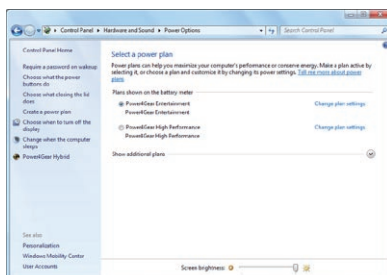 Control Panel ▸ Hardware and Sound ▸ Power Options
Search Control Panel
Control Panel Home
Require a password on wakeup
Choose what the power
buttons do
Choose what closing the lid
does
Create a power plan
Choose when to turn off the
display
Change when the computer
sleeps
Power4Gear Hybrid
See also
Personalization
Windows Mobility Center
User Accounts
Select a power plan
Power plans can help you maximize your computer's performance or conserve energy. Make a plan active by
selecting it, or choose a plan and customize it by changing its power settings. Tell me more about power
plans
Plans shown on the battery meter
Power4Gear Entertainment
Change plan settings
Power4Gear Entertainment
Power4Gear High Performance
Change plan settings
Power4Gear High Performance
Show additional plans
Screen brightness: